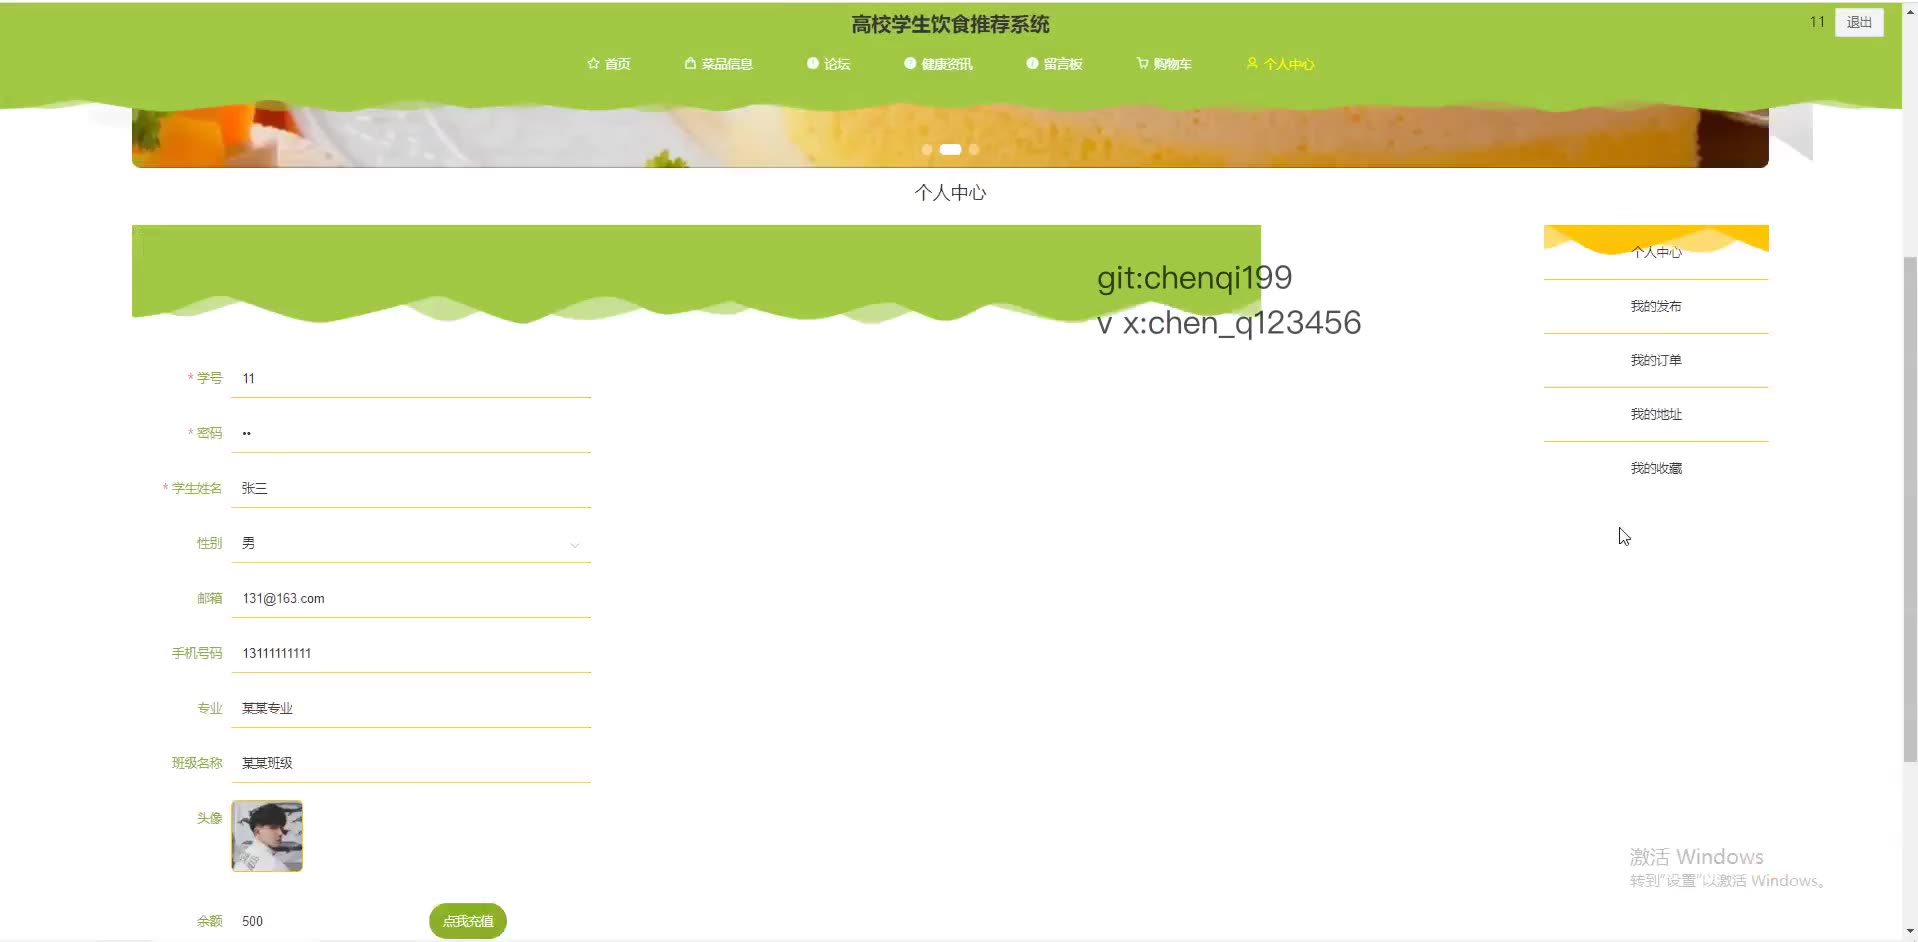 高校学生饮食推荐系统
11 退出
首页 菜品信息 论坛 健康资讯 留言板 购物车 个人中心
个人中心
git:chenqi199
v x:chen_q123456
* 学号 11
* 密码 ••
* 学生姓名 张三
性别 男
邮箱 131@163.com
手机号码 13111111111
专业 某某专业
班级名称 某某班级
头像
余额 500 点我充值
个人中心
我的发布
我的订单
我的地址
我的收藏
激活 Windows
转到"设置"以激活 Windows。